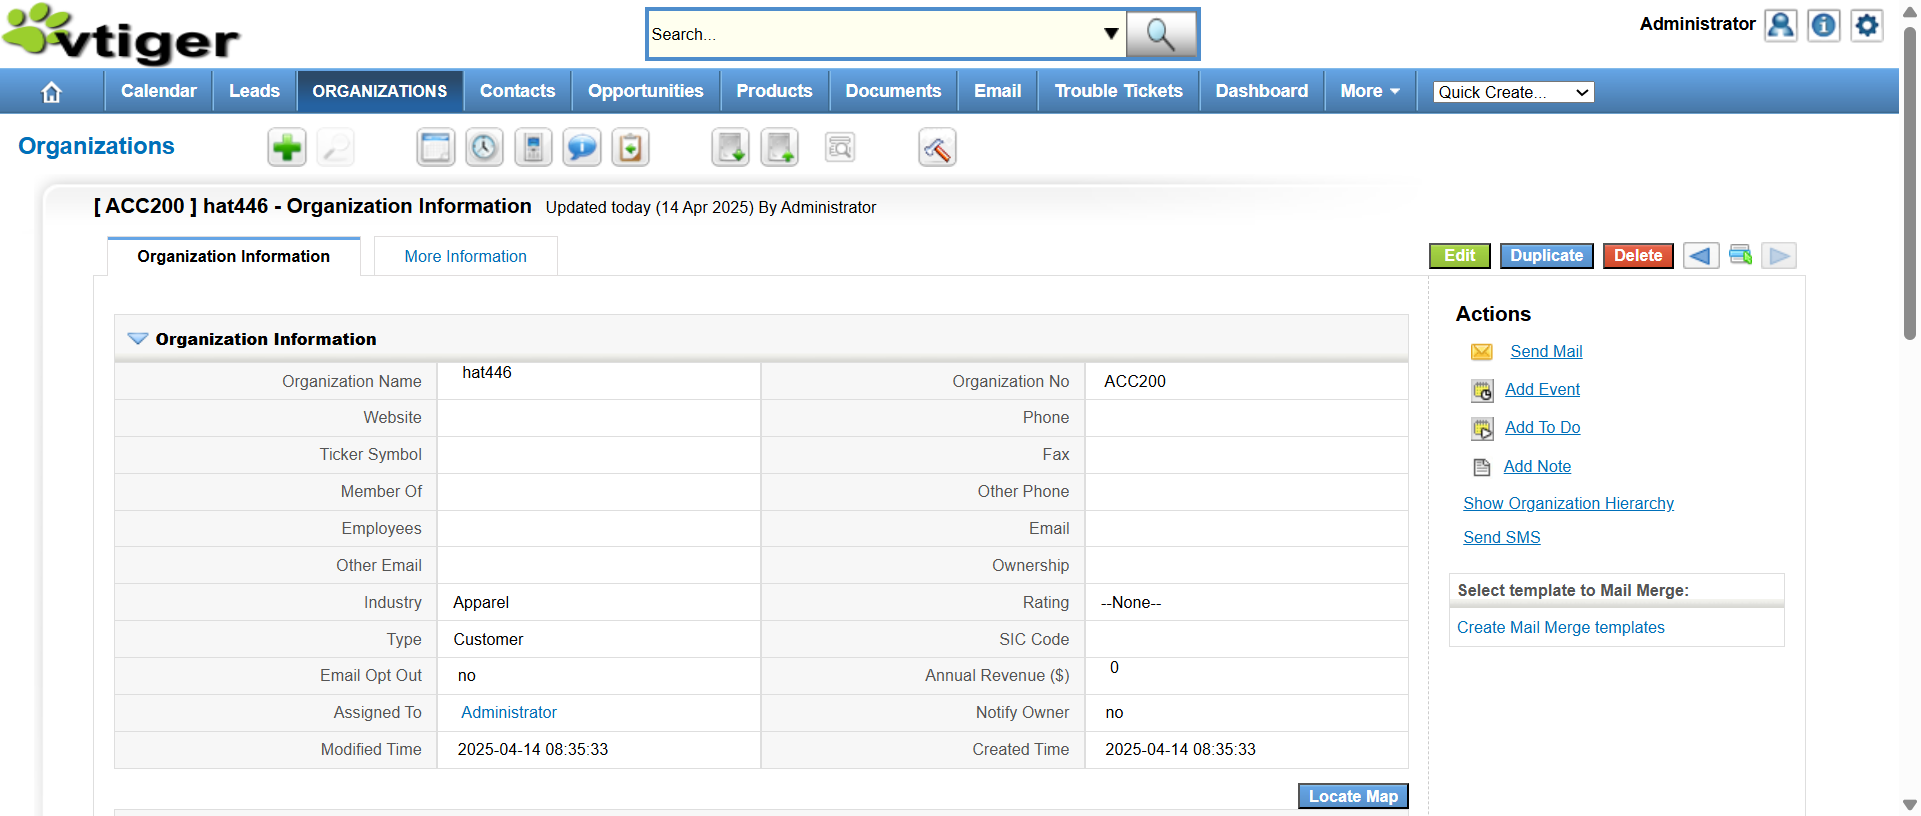 vtiger
Search...
Administrator
Calendar Leads ORGANIZATIONS Contacts Opportunities Products Documents Email Trouble Tickets Dashboard More Quick Create...
Organizations
[ ACC200 ] hat446 - Organization Information Updated today (14 Apr 2025) By Administrator
Organization Information More Information Edit Duplicate Delete
Organization Information
Organization Name hat446 Organization No ACC200
Website Phone
Ticker Symbol Fax
Member Of Other Phone
Employees Email
Other Email Ownership
Industry Apparel Rating --None--
Type Customer SIC Code
Email Opt Out no Annual Revenue ($) 0
Assigned To Administrator Notify Owner no
Modified Time 2025-04-14 08:35:33 Created Time 2025-04-14 08:35:33
Locate Map
Actions
Send Mail
Add Event
Add To Do
Add Note
Show Organization Hierarchy
Send SMS
Select template to Mail Merge:
Create Mail Merge templates